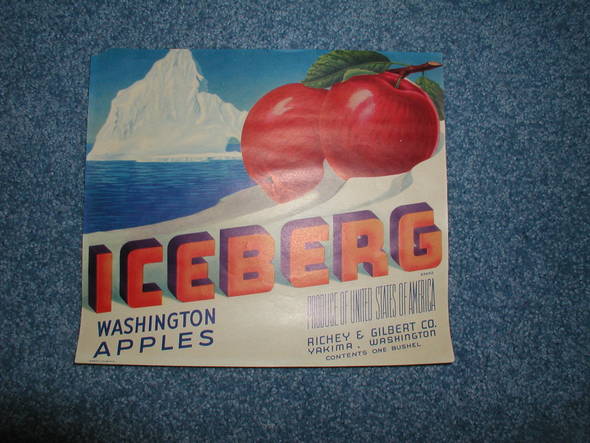 ICEBERG
BRAND
WASHINGTON
APPLES
PRODUCE OF UNITED STATES OF AMERICA
RICHEY & GILBERT CO.
YAKIMA, WASHINGTON
CONTENTS ONE BUSHEL